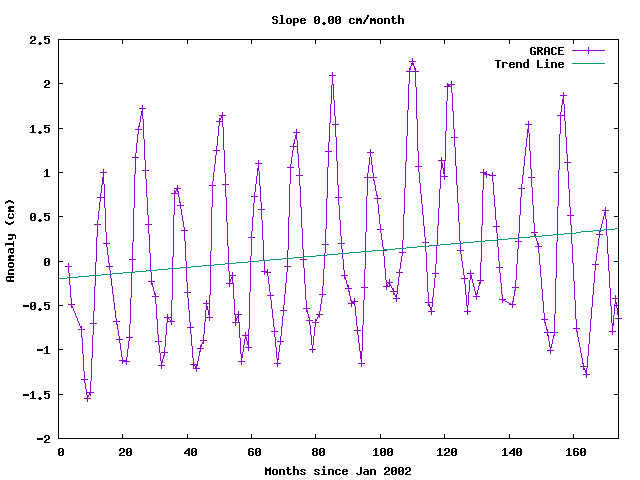 Slope 0.00 cm/month
GRACE
Trend Line
Anomaly (cm)
2.5
2
1.5
1
0.5
0
-0.5
-1
-1.5
-2
0 20 40 60 80 100 120 140 160
Months since Jan 2002